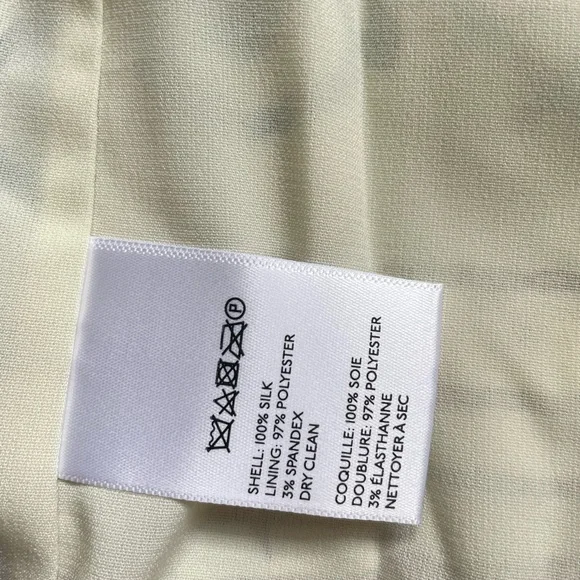 P
SHELL: 100% SILK
LINING: 97% POLYESTER
3% SPANDEX
DRY CLEAN
COQUILLE: 100% SOIE
DOUBLURE: 97% POLYESTER
3% ÉLASTHANNE
NETTOYER À SEC